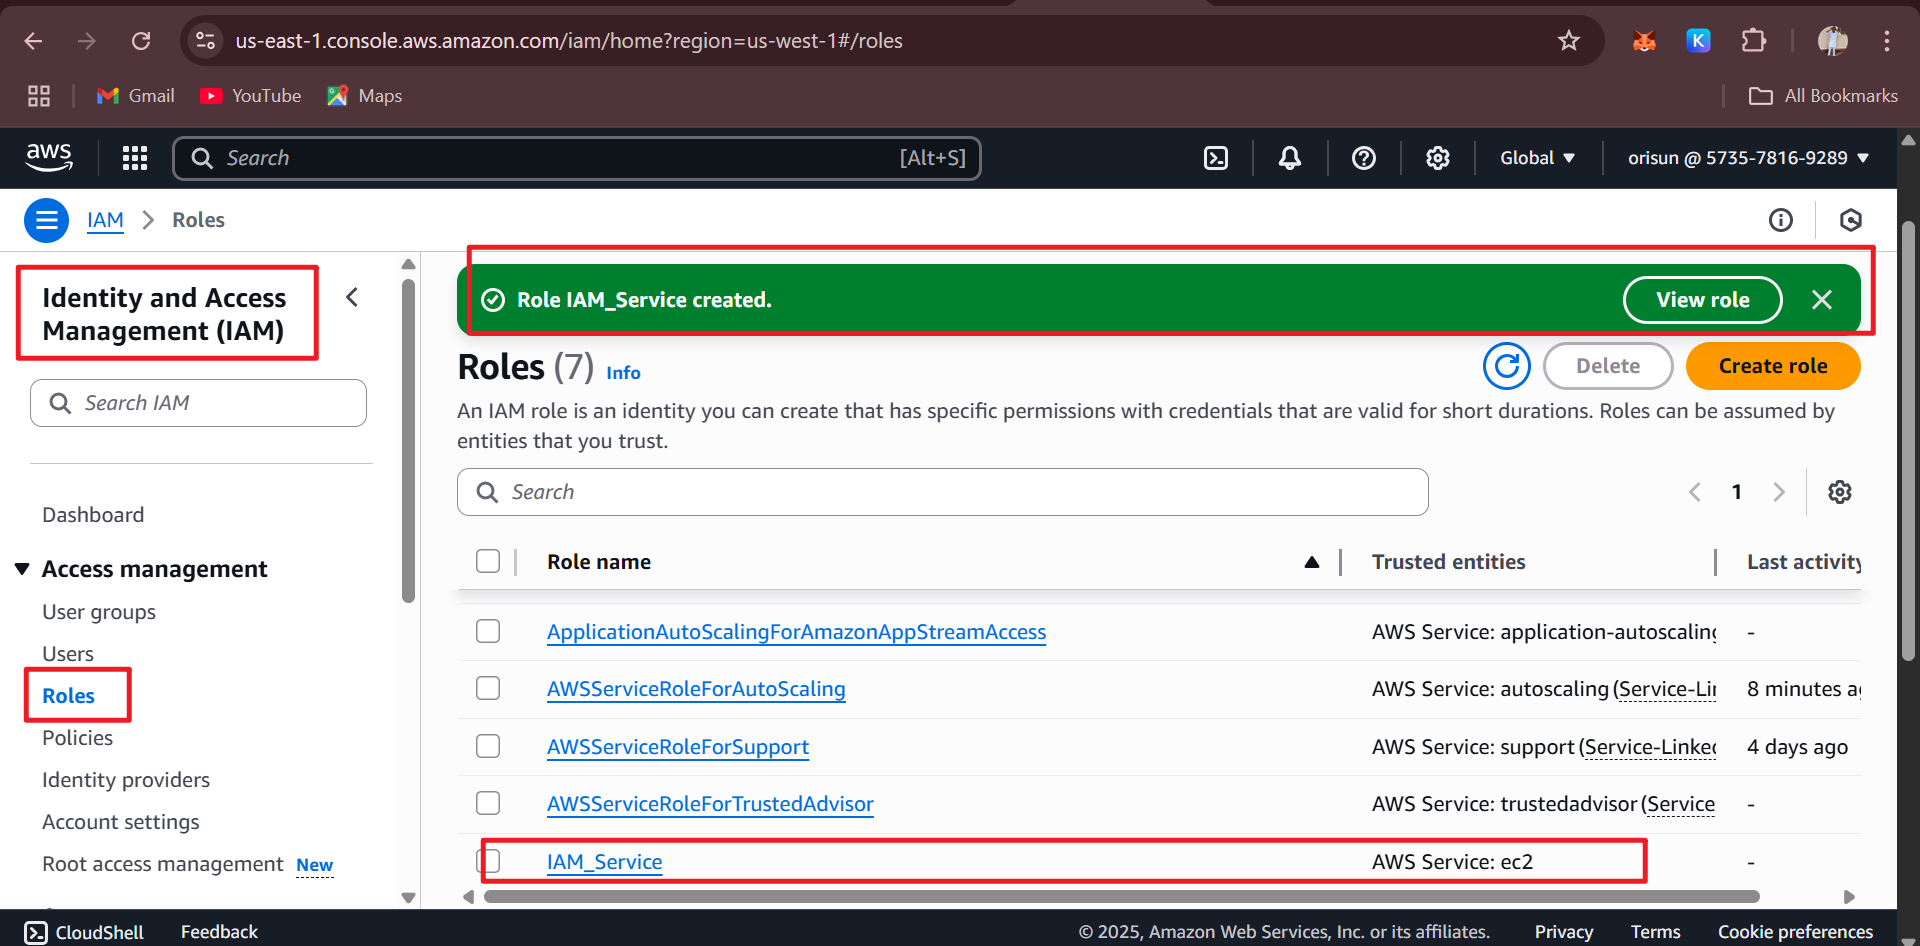 us-east-1.console.aws.amazon.com/iam/home?region=us-west-1#/roles
K
Gmail
YouTube
Maps
All Bookmarks
aws
Search
[Alt+S]
Global
orisun @ 5735-7816-9289
IAM
Roles
Identity and Access
Management (IAM)
Search IAM
Dashboard
Access management
User groups
Users
Roles
Policies
Identity providers
Account settings
Root access management New
Role IAM_Service created.
View role
Roles (7) Info
Delete
Create role
An IAM role is an identity you can create that has specific permissions with credentials that are valid for short durations. Roles can be assumed by
entities that you trust.
Search
1
Role name Trusted entities Last activity
ApplicationAutoScalingForAmazonAppStreamAccess AWS Service: application-autoscaling -
AWSServiceRoleForAutoScaling AWS Service: autoscaling (Service-Li 8 minutes a
AWSServiceRoleForSupport AWS Service: support (Service-Linke 4 days ago
AWSServiceRoleForTrustedAdvisor AWS Service: trustedadvisor (Service -
IAM_Service AWS Service: ec2 -
CloudShell
Feedback
© 2025, Amazon Web Services, Inc. or its affiliates.
Privacy
Terms
Cookie preferences